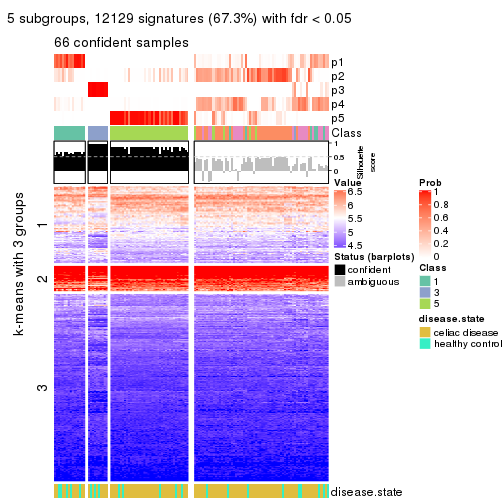 5 subgroups, 12129 signatures (67.3%) with fdr < 0.05
66 confident samples
p1
p2
p3
p4
p5
Class
1
0.5
0
Silhouette
score
k-means with 3 groups
1
2
3
Value
6.5
6
5.5
5
4.5
Status (barplots)
confident
ambiguous
Prob
1
0.8
0.6
0.4
0.2
0
Class
1
3
5
disease.state
celiac disease
healthy control
disease.state